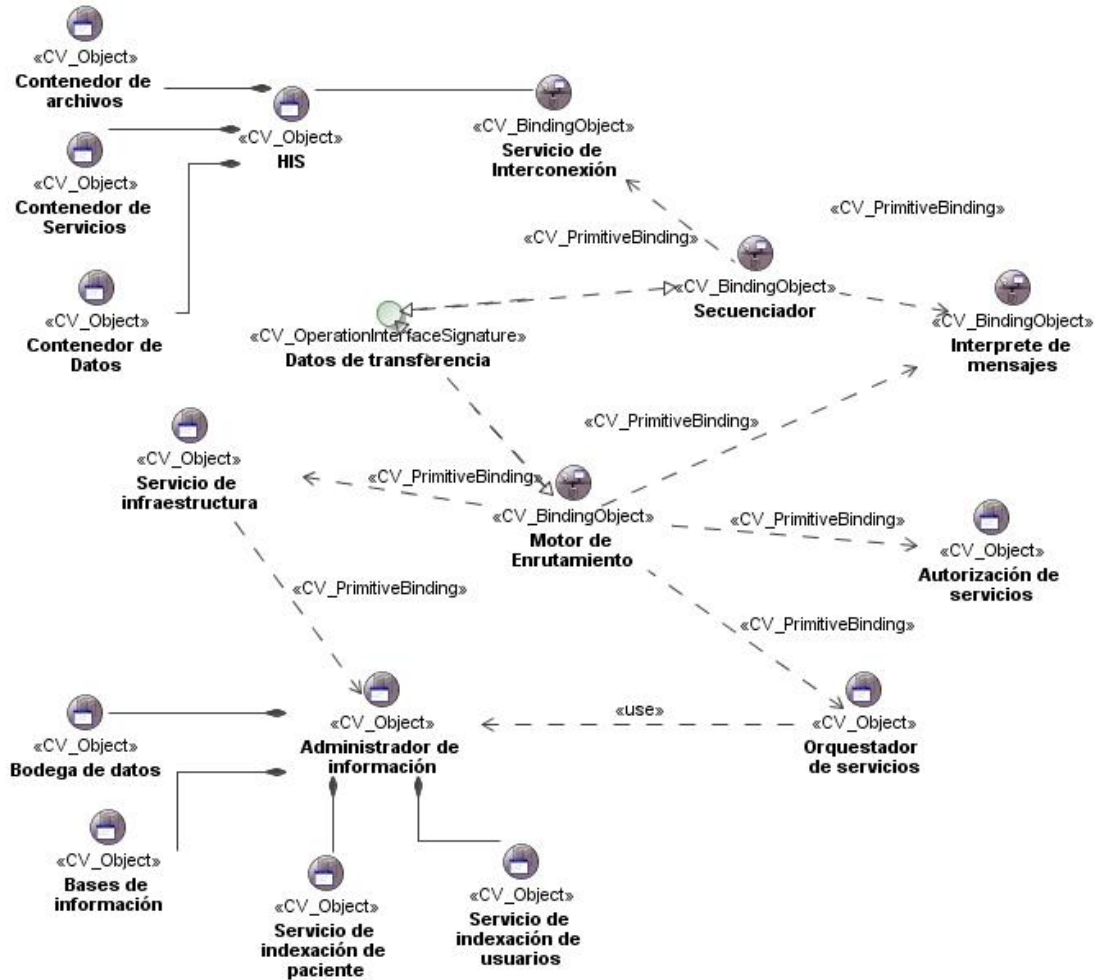 «CV_Object»
Contenedor de
archivos
«CV_Object»
HIS
«CV_BindingObject»
Servicio de
Interconexión
«CV_Object»
Contenedor de
Servicios
«CV_PrimitiveBinding»
«CV_PrimitiveBinding»
«CV_BindingObject»
Secuenciador
«CV_Object»
Contenedor de
Datos
«CV_OperationInterfaceSignature»
Datos de transferencia
«CV_BindingObject»
Interprete de
mensajes
«CV_PrimitiveBinding»
«CV_Object»
Servicio de
infraestructura
«CV_PrimitiveBinding»
«CV_BindingObject»
Motor de
Enrutamiento
«CV_PrimitiveBinding»
«CV_Object»
Autorización de
servicios
«CV_PrimitiveBinding»
«CV_PrimitiveBinding»
«CV_Object»
Bodega de datos
«CV_Object»
Administrador de
información
«use»
«CV_Object»
Orquestador
de servicios
«CV_Object»
Bases de
información
«CV_Object»
Servicio de
indexación de
paciente
«CV_Object»
Servicio de
indexación de
usuarios